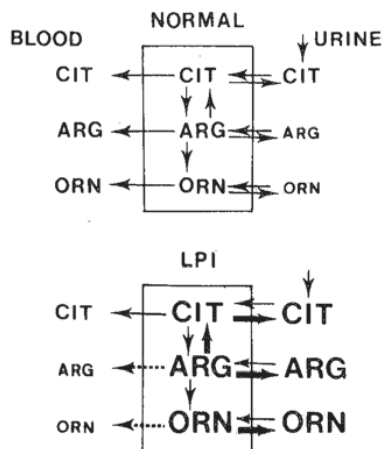 NORMAL
BLOOD URINE
CIT CIT CIT
ARG ARG ARG
ORN ORN ORN
LPI
CIT CIT CIT
ARG ARG ARG
ORN ORN ORN